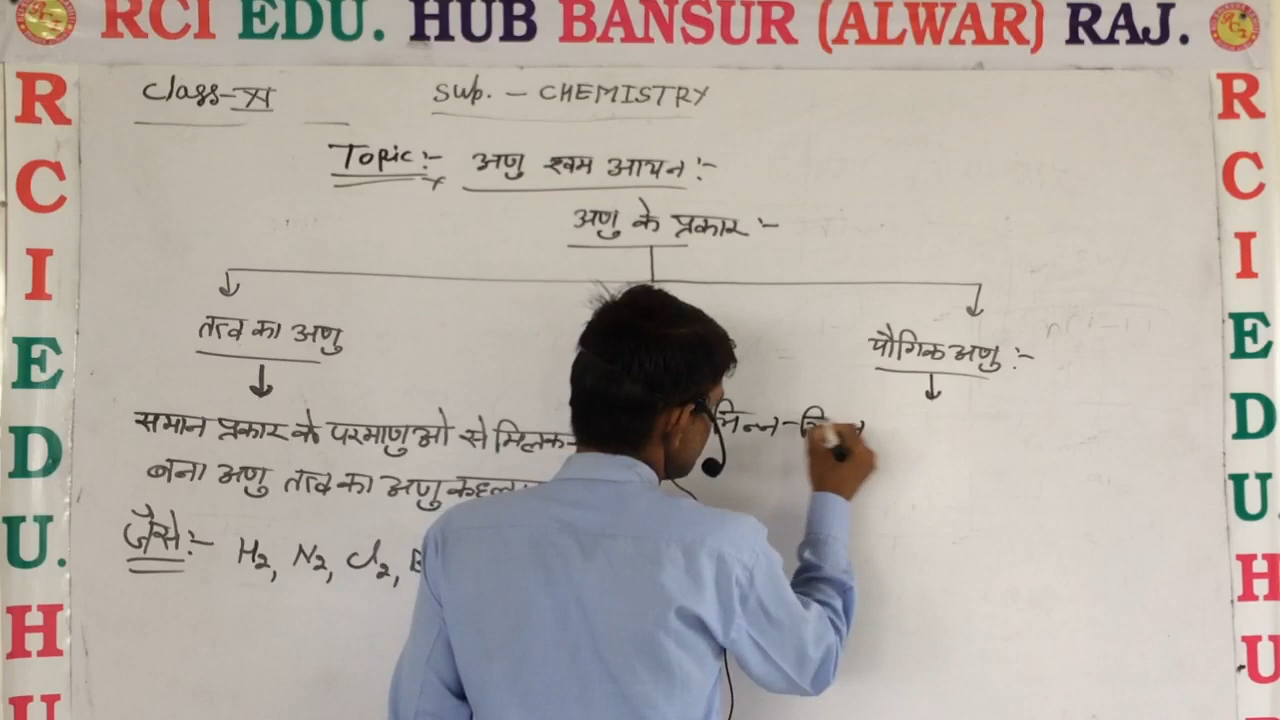 RCI EDU. HUB BANSUR (ALWAR) RAJ.
Class-XI
Sub. - CHEMISTRY
Topic:- अणु एवम आयन:-
अणु के प्रकार:-
तत्व का अणु
यौगिक अणु:-
समान प्रकार के परमाणुओ से मिलक
भिन्न-भिन्न
बना अणु तत्व का अणु कहला
जैसे:- H2, N2, Cl2,
R
C
I
E
D
U.
H
U
R
C
I
E
D
U.
H
U